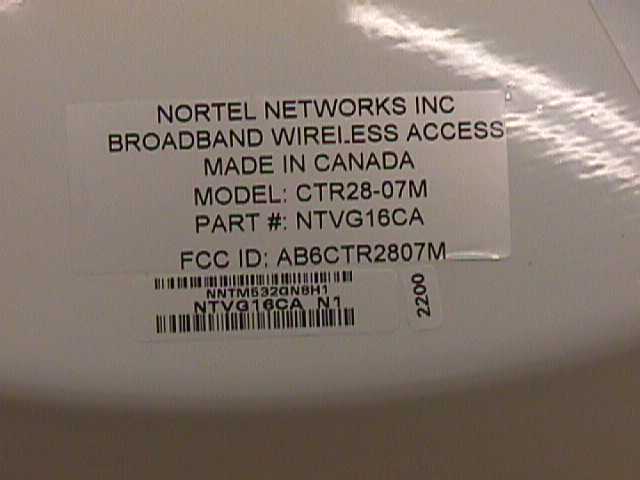 NORTEL NETWORKS INC
BROADBAND WIRELESS ACCESS
MADE IN CANADA
MODEL: CTR28-07M
PART #: NTVG16CA
FCC ID: AB6CTR2807M
NNTM532GN8H1
NTVG16CA N1
2200